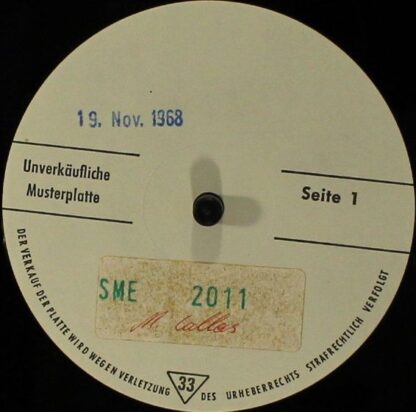 19. Nov. 1968
Unverkäufliche
Musterplatte
Seite 1
SME 2011
M. Callas
DER VERKAUF DER PLATTE WIRD WEGEN VERLETZUNG DES URHEBERRECHTS STRAFRECHTLICH VERFOLGT
33